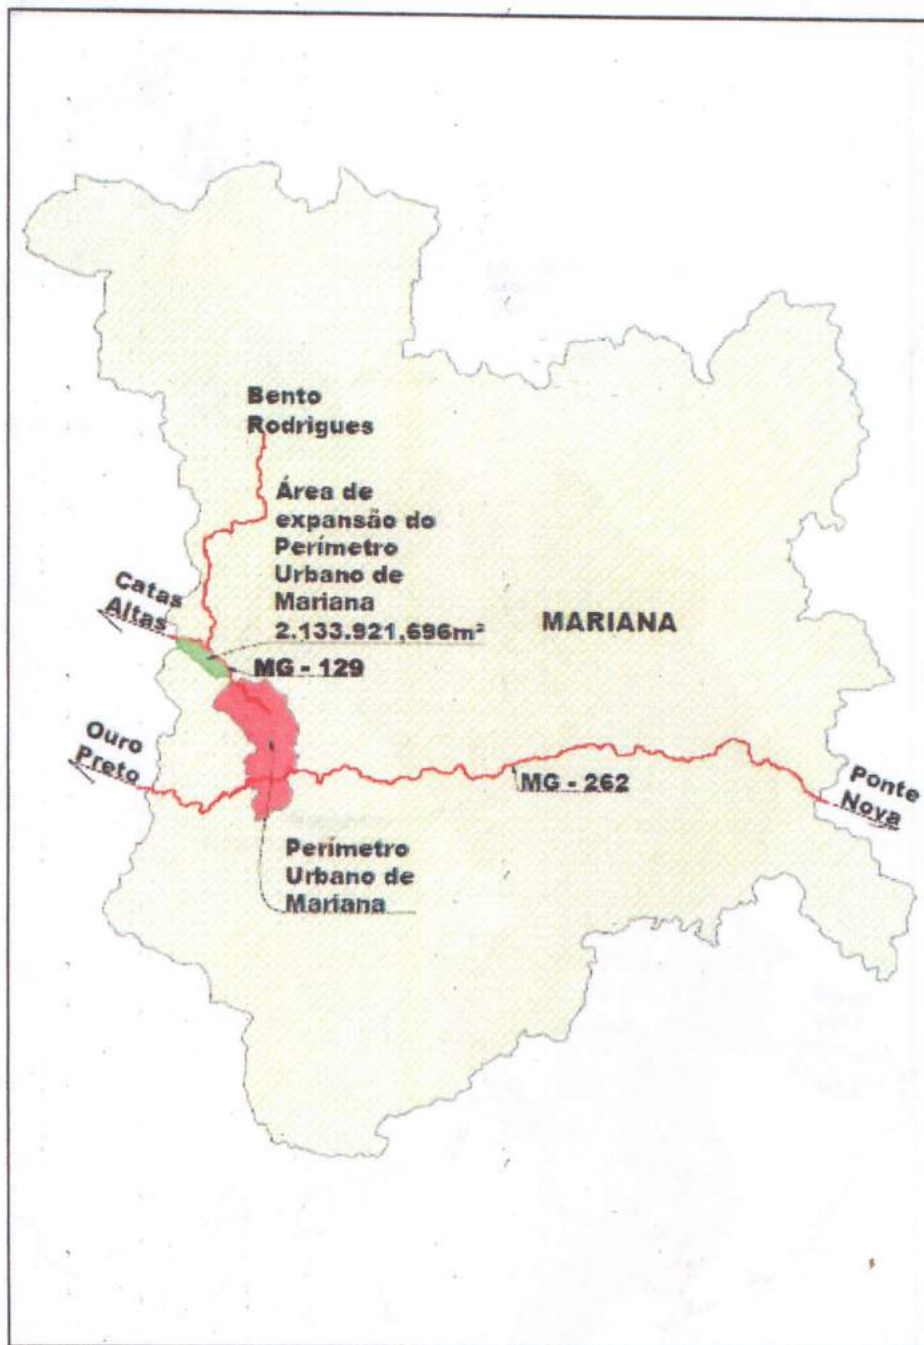 Bento
Rodrigues
Área de
expansão do
Perímetro
Urbano de
Mariana
2.133.921,696m²
Catas
Altas
MARIANA
MG - 129
Ouro
Preto
MG - 262
Ponte
Nova
Perímetro
Urbano de
Mariana